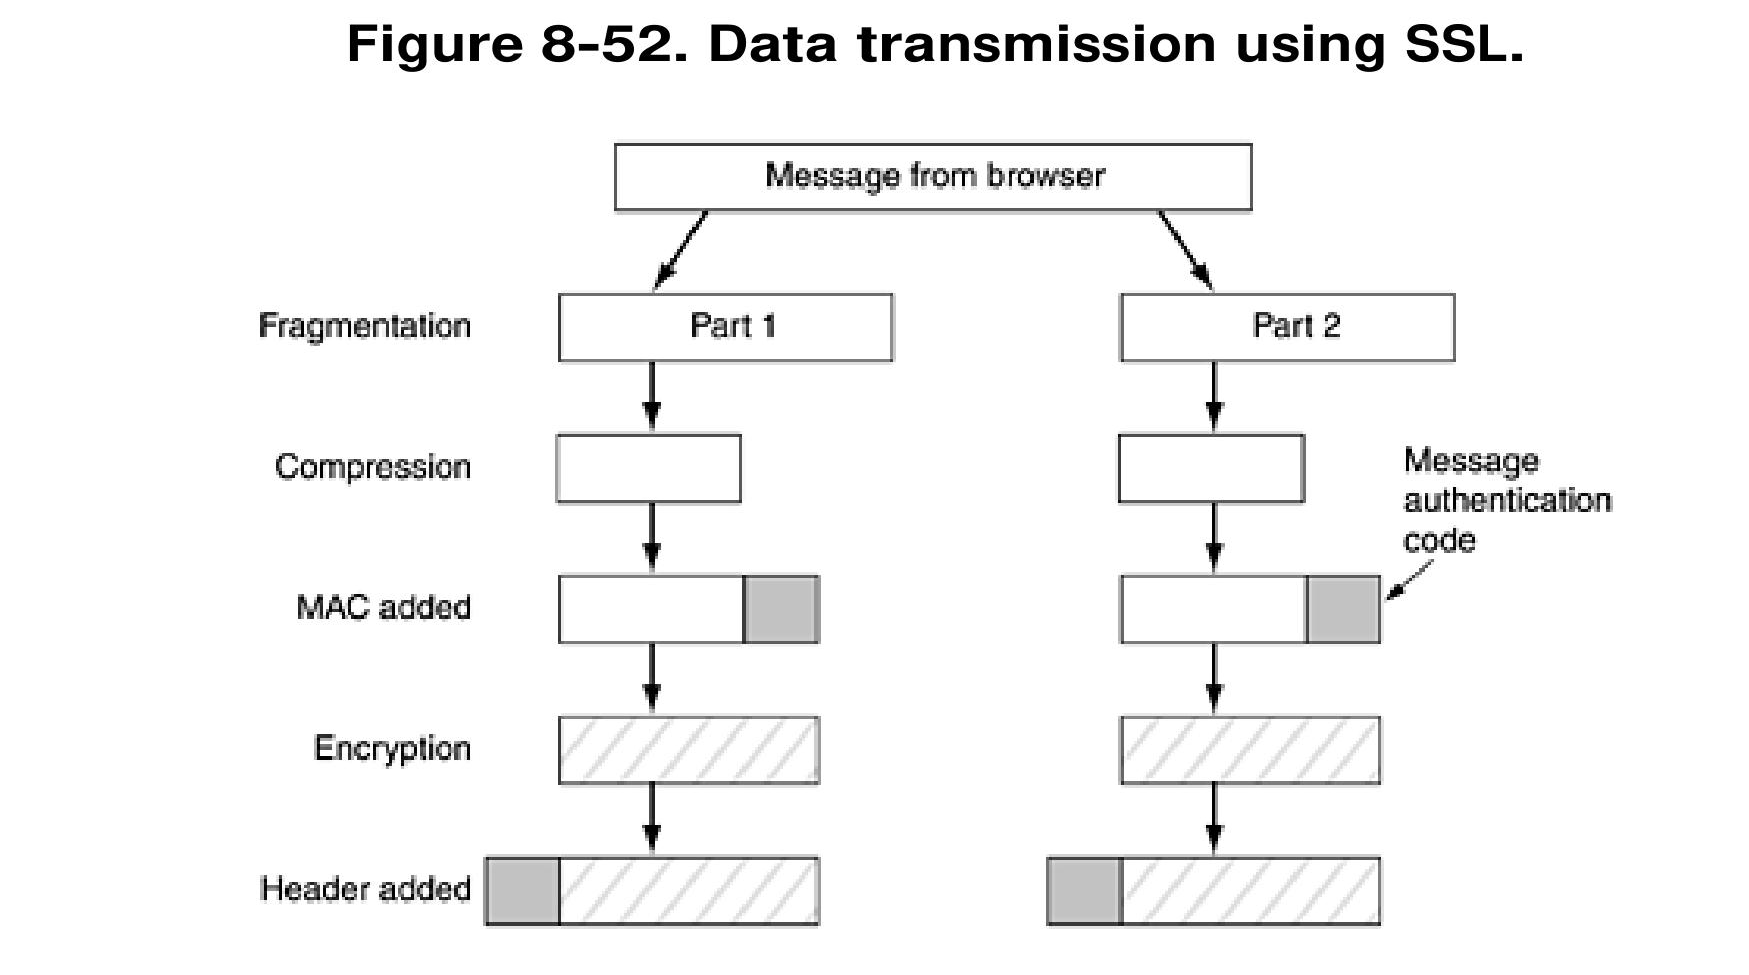 Figure 8-52. Data transmission using SSL.
Message from browser
Fragmentation
Part 1
Part 2
Compression
Message
authentication
code
MAC added
Encryption
Header added